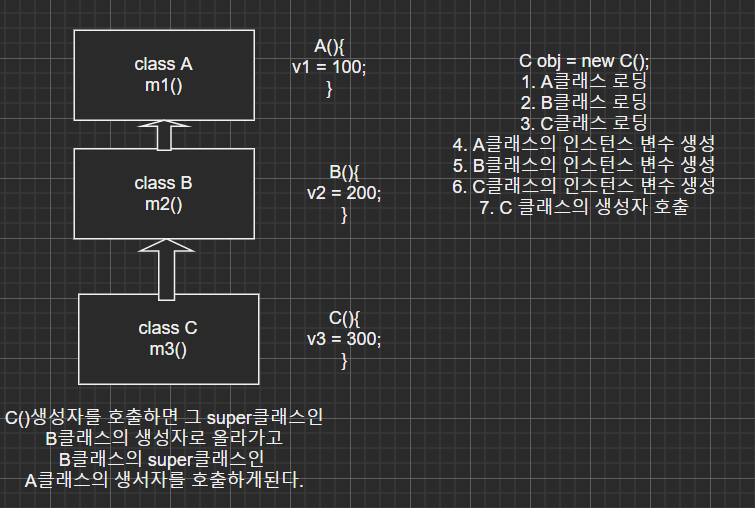 class A
m1()
A(){
v1 = 100;
}
class B
m2()
B(){
v2 = 200;
}
class C
m3()
C(){
v3 = 300;
}
C()생성자를 호출하면 그 super클래스인
B클래스의 생성자로 올라가고
B클래스의 super클래스인
A클래스의 생서자를 호출하게된다.
C obj = new C();
1. A클래스 로딩
2. B클래스 로딩
3. C클래스 로딩
4. A클래스의 인스턴스 변수 생성
5. B클래스의 인스턴스 변수 생성
6. C클래스의 인스턴스 변수 생성
7. C 클래스의 생성자 호출